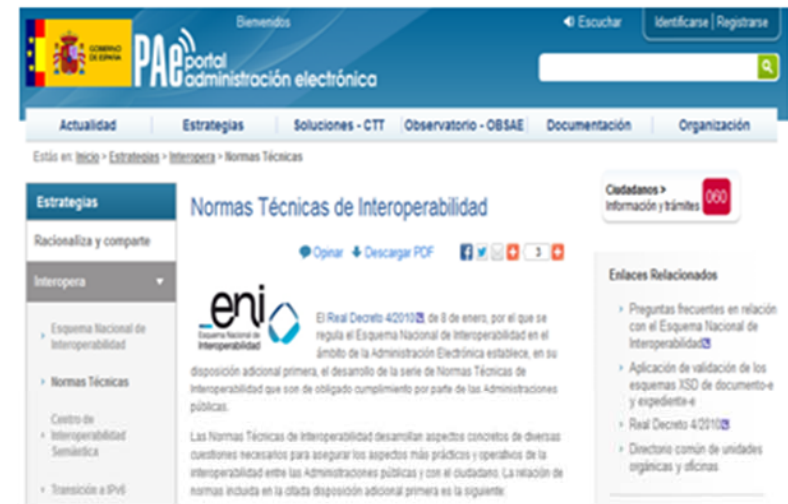 Bienvenidos
Escuchar
Identificarse | Registrarse
GOBIERNO
DE ESPAÑA
PAe portal
administración electrónica
Actualidad
Estrategias
Soluciones - CTT
Observatorio - OBSAE
Documentación
Organización
Estás en: Inicio > Estrategias > Interopera > Normas Técnicas
Estrategias
Racionaliza y comparte
Interopera
Esquema Nacional de
Interoperabilidad
Normas Técnicas
Centro de
Interoperabilidad
Semántica
Transición a IPv6
Normas Técnicas de Interoperabilidad
Opinar
Descargar PDF
3
eni
Esquema Nacional de
Interoperabilidad
El Real Decreto 4/2010, de 8 de enero, por el que se
regula el Esquema Nacional de Interoperabilidad en el
ámbito de la Administración Electrónica establece, en su
disposición adicional primera, el desarrollo de la serie de Normas Técnicas de
Interoperabilidad que son de obligado cumplimiento por parte de las Administraciones
públicas.
Las Normas Técnicas de Interoperabilidad desarrollan aspectos concretos de diversas
cuestiones necesarios para asegurar los aspectos más prácticos y operativos de la
interoperabilidad entre las Administraciones públicas y con el ciudadano. La relación de
normas incluida en la citada disposición adicional primera es la siguiente:
Ciudadanos >
Información y trámites
060
Enlaces Relacionados
Preguntas frecuentes en relación
con el Esquema Nacional de
Interoperabilidad
Aplicación de validación de los
esquemas XSD de documento-e
y expediente-e
Real Decreto 4/2010
Directorio común de unidades
orgánicas y oficinas